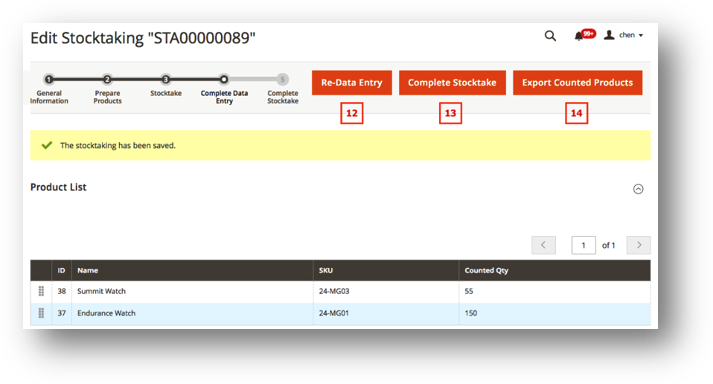 Edit Stocktaking "STA00000089"
99+
chen
1
2
3
5
General
Information
Prepare
Products
Stocktake
Complete Data
Entry
Complete
Stocktake
Re-Data Entry
Complete Stocktake
Export Counted Products
12
13
14
The stocktaking has been saved.
Product List
1 of 1
ID Name SKU Counted Qty
38 Summit Watch 24-MG03 55
37 Endurance Watch 24-MG01 150